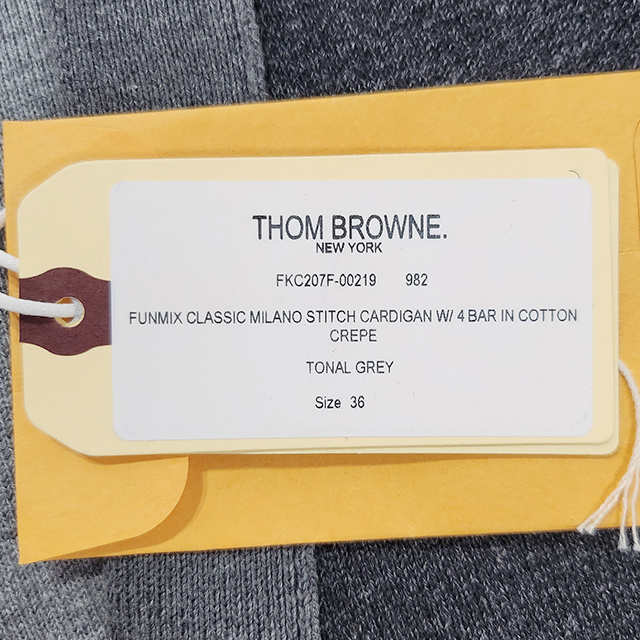 THOM BROWNE.
NEW YORK
FKC207F-00219 982
FUNMIX CLASSIC MILANO STITCH CARDIGAN W/ 4 BAR IN COTTON
CREPE
TONAL GREY
Size 36